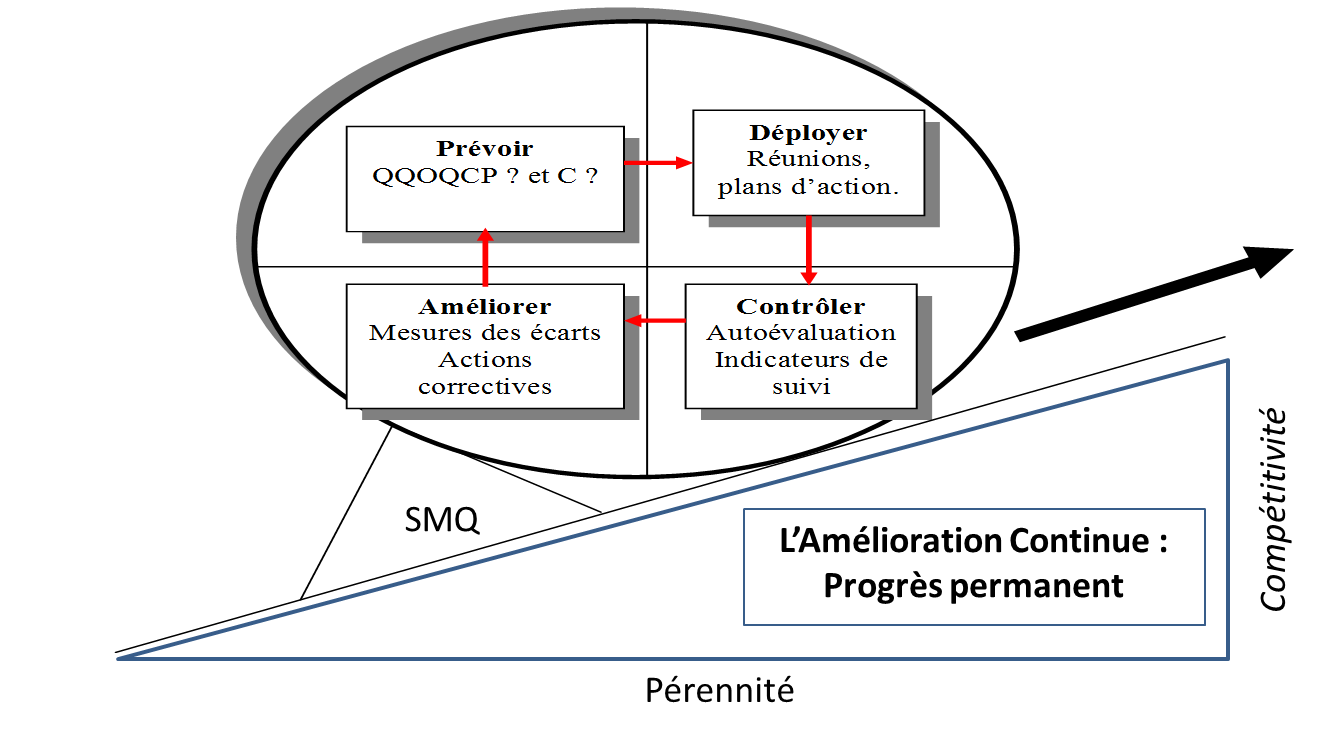 Prévoir
QQOQCP ? et C ?
Déployer
Réunions,
plans d’action.
Améliorer
Mesures des écarts
Actions
correctives
Contrôler
Autoévaluation
Indicateurs de
suivi
SMQ
L’Amélioration Continue :
Progrès permanent
Compétitivité
Pérennité